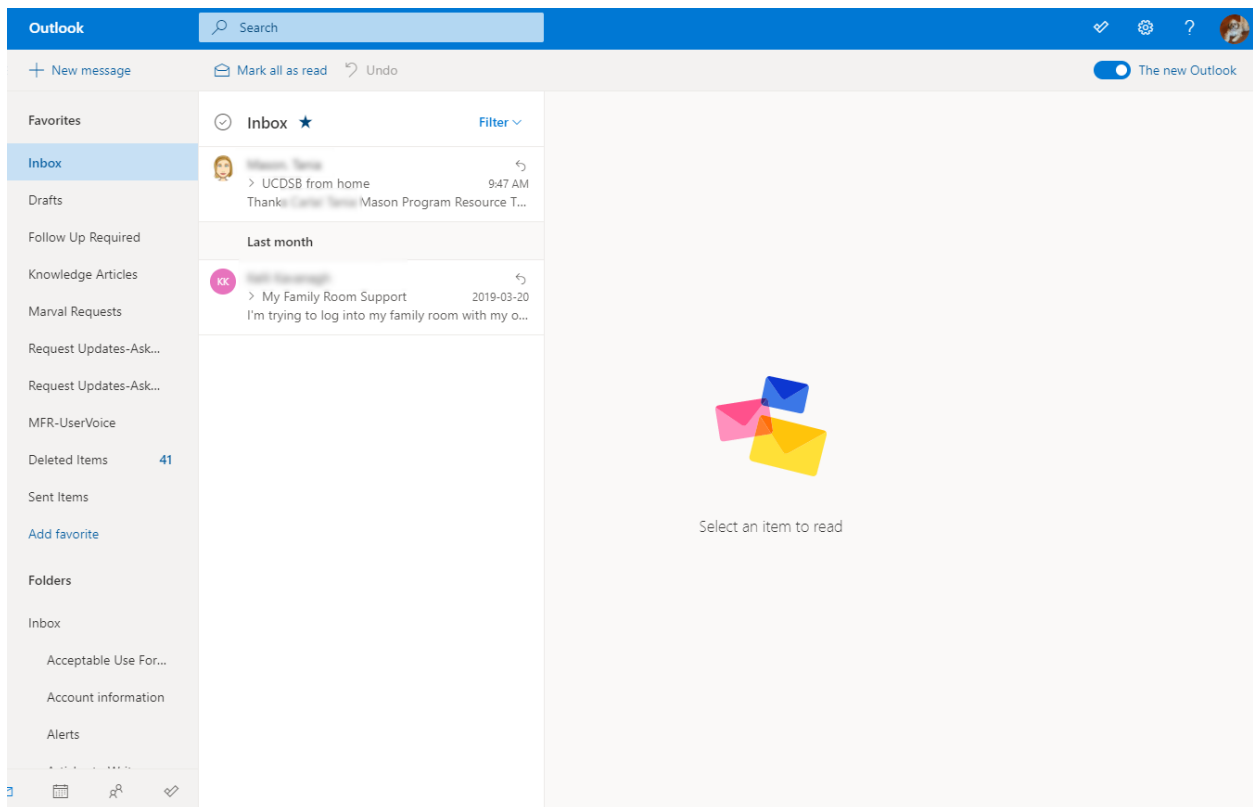 Outlook
Search
?
New message
Mark all as read
Undo
The new Outlook
Favorites
Inbox
Drafts
Follow Up Required
Knowledge Articles
Marval Requests
Request Updates-Ask...
Request Updates-Ask...
MFR-UserVoice
Deleted Items 41
Sent Items
Add favorite
Folders
Inbox
Acceptable Use For...
Account information
Alerts
Inbox
Filter
> UCDSB from home 9:47 AM
Thanks Mason Program Resource T...
Last month
KK
> My Family Room Support 2019-03-20
I'm trying to log into my family room with my o...
Select an item to read